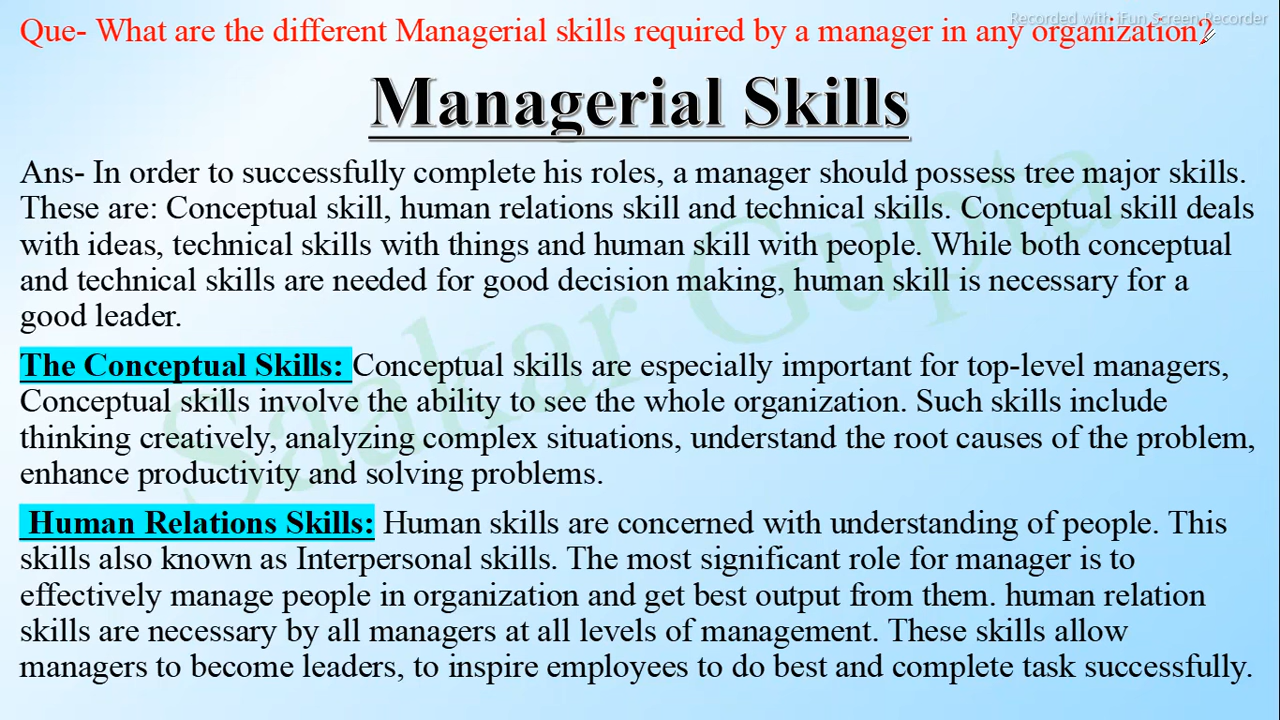 Recorded with iFun Screen Recorder
Que- What are the different Managerial skills required by a manager in any organization?
Managerial Skills
Ans- In order to successfully complete his roles, a manager should possess tree major skills.
These are: Conceptual skill, human relations skill and technical skills. Conceptual skill deals
with ideas, technical skills with things and human skill with people. While both conceptual
and technical skills are needed for good decision making, human skill is necessary for a
good leader.
The Conceptual Skills: Conceptual skills are especially important for top-level managers,
Conceptual skills involve the ability to see the whole organization. Such skills include
thinking creatively, analyzing complex situations, understand the root causes of the problem,
enhance productivity and solving problems.
Human Relations Skills: Human skills are concerned with understanding of people. This
skills also known as Interpersonal skills. The most significant role for manager is to
effectively manage people in organization and get best output from them. human relation
skills are necessary by all managers at all levels of management. These skills allow
managers to become leaders, to inspire employees to do best and complete task successfully.
Saakar Gupta